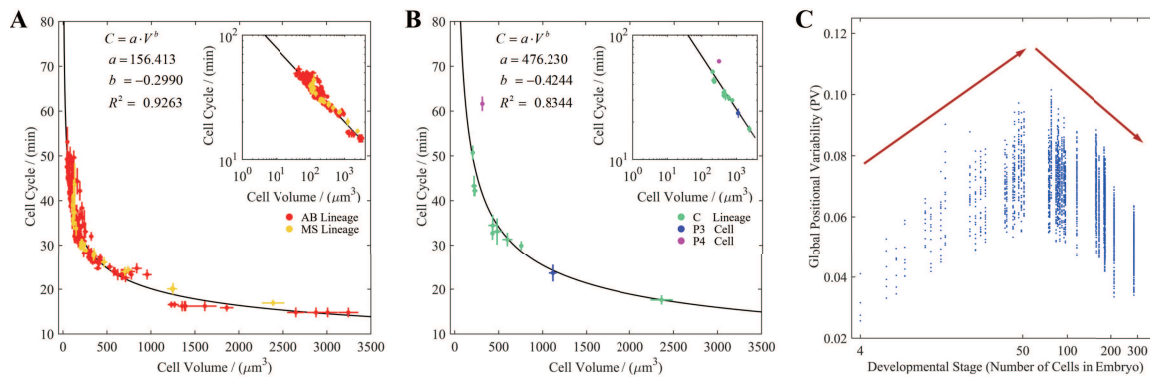 A
C = a·V^b
a = 156.413
b = −0.2990
R² = 0.9263
Cell Cycle / (min)
80
70
60
50
40
30
20
10
0 500 1000 1500 2000 2500 3000 3500
Cell Volume / (μm³)
Cell Cycle / (min)
10²
10¹
10⁰ 10¹ 10² 10³
Cell Volume / (μm³)
AB Lineage
MS Lineage
B
C = a·V^b
a = 476.230
b = −0.4244
R² = 0.8344
Cell Cycle / (min)
80
70
60
50
40
30
20
10
0 500 1000 1500 2000 2500 3000 3500
Cell Volume / (μm³)
Cell Cycle / (min)
10²
10¹
10⁰ 10¹ 10² 10³
Cell Volume / (μm³)
C Lineage
P3 Cell
P4 Cell
C
Global Positional Variability (PV)
0.12
0.10
0.08
0.06
0.04
0.02
4 50 100 200 300
Developmental Stage (Number of Cells in Embryo)